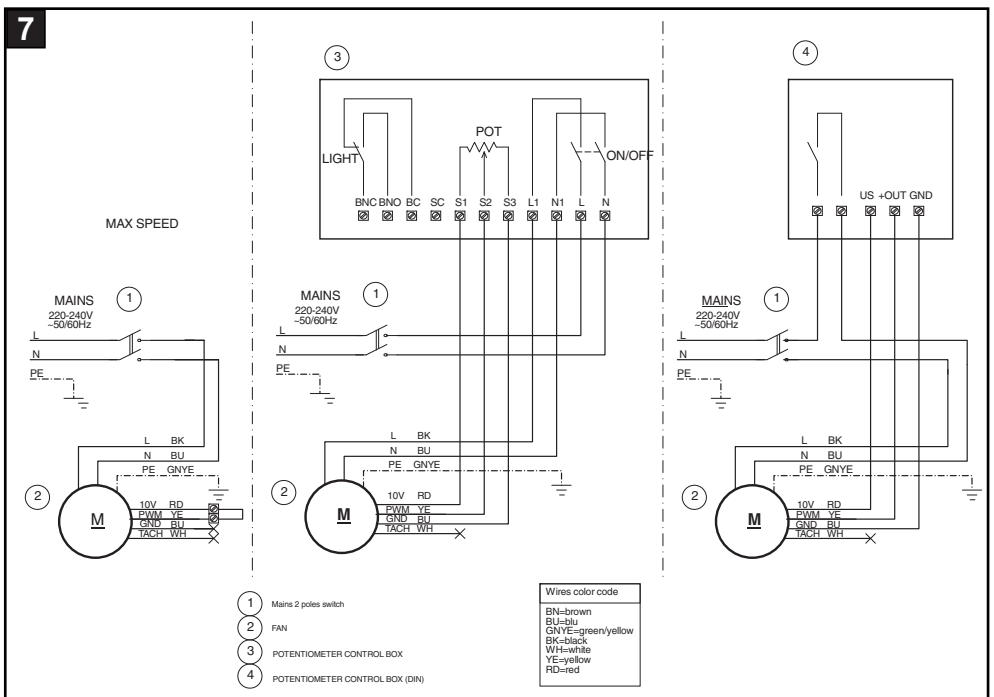 7
MAX SPEED
MAINS
220-240V
~50/60Hz
1
L
N
PE
L BK
N BU
PE GNYE
2
M
10V RD
PWM YE
GND BU
TACH WH
3
LIGHT
POT
ON/OFF
BNC BNO BC SC S1 S2 S3 L1 N1 L N
MAINS
220-240V
~50/60Hz
1
L
N
PE
L BK
N BU
PE GNYE
2
M
10V RD
PWM YE
GND BU
TACH WH
4
US +OUT GND
MAINS
220-240V
~50/60Hz
1
L
N
PE
L BK
N BU
PE GNYE
2
M
10V RD
PWM YE
GND BU
TACH WH
1 Mains 2 poles switch
2 FAN
3 POTENTIOMETER CONTROL BOX
4 POTENTIOMETER CONTROL BOX (DIN)
Wires color code
BN=brown
BU=blu
GNYE=green/yellow
BK=black
WH=white
YE=yellow
RD=red